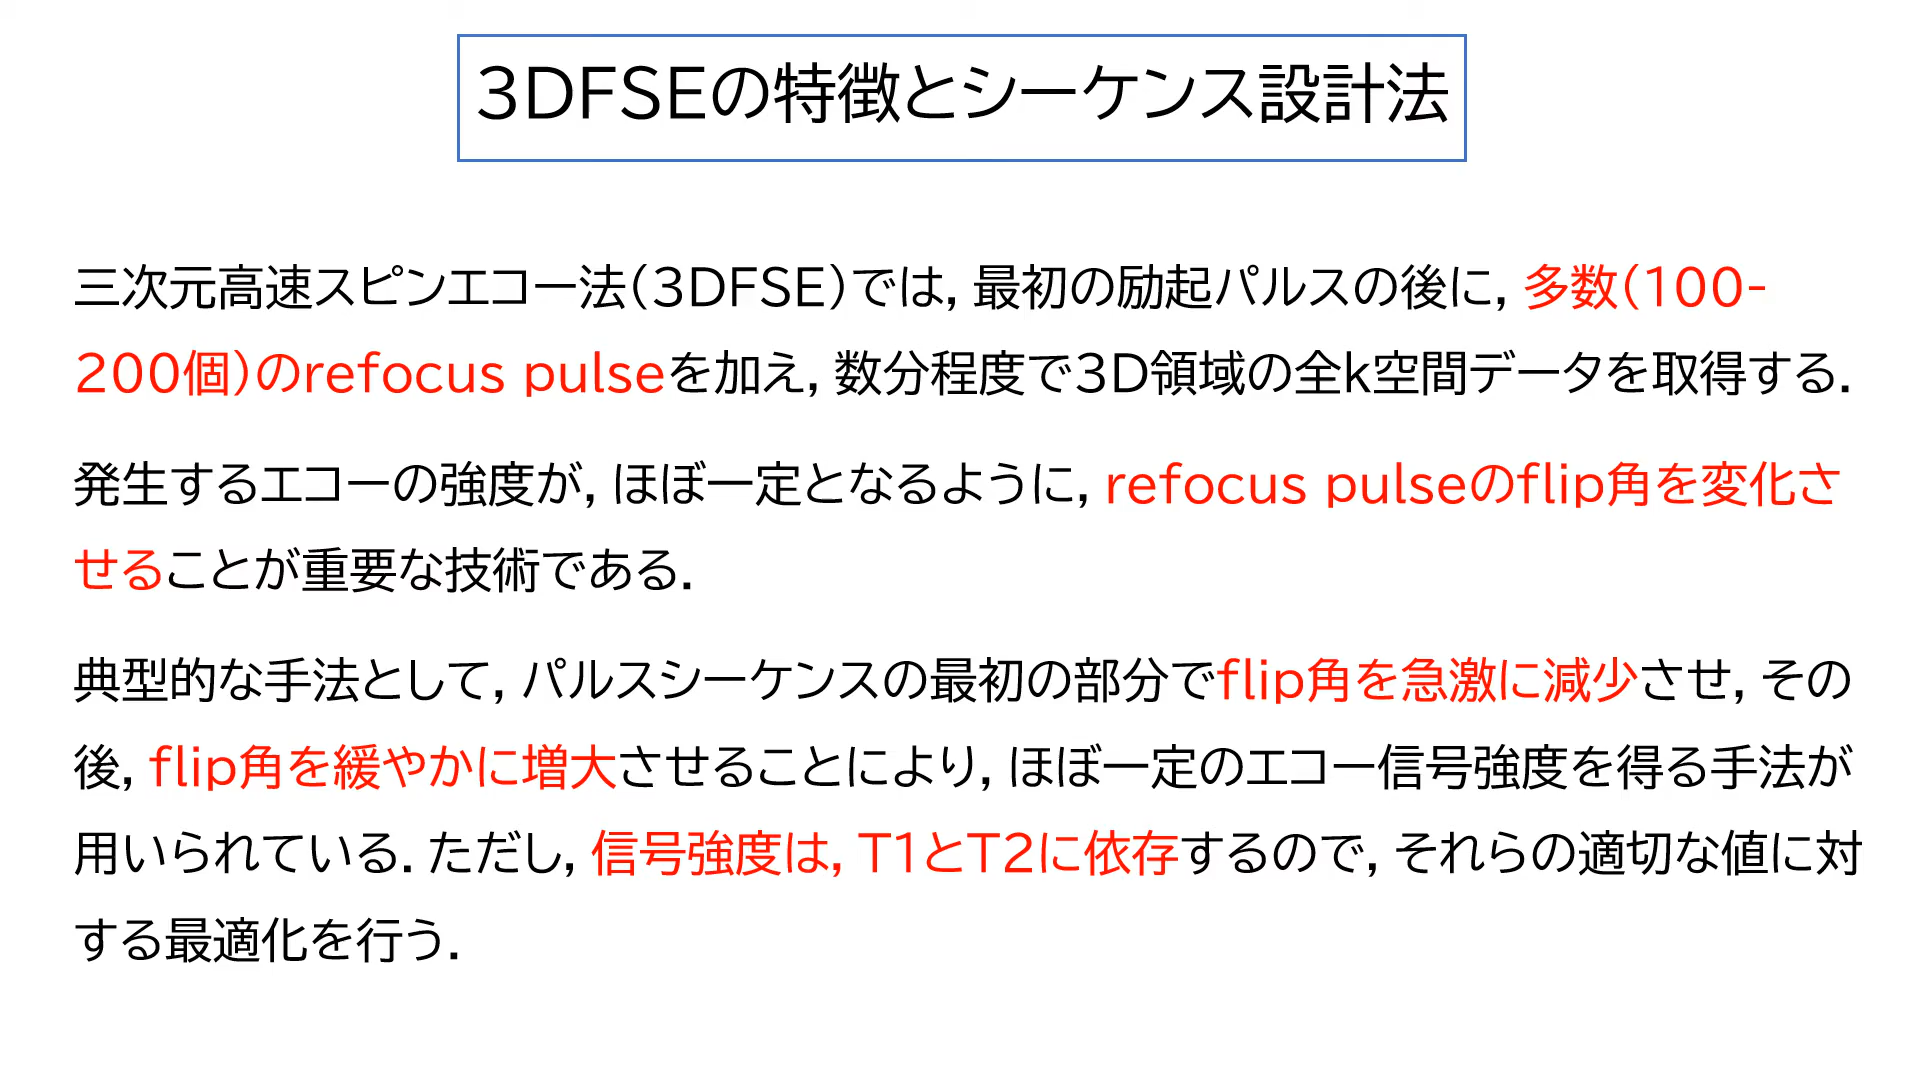 3DFSEの特徴とシーケンス設計法
三次元高速スピンエコー法(3DFSE)では, 最初の励起パルスの後に, 多数(100-
200個)のrefocus pulseを加え, 数分程度で3D領域の全k空間データを取得する.
発生するエコーの強度が, ほぼ一定となるように, refocus pulseのflip角を変化さ
せることが重要な技術である.
典型的な手法として, パルスシーケンスの最初の部分でflip角を急激に減少させ, その
後, flip角を緩やかに増大させることにより, ほぼ一定のエコー信号強度を得る手法が
用いられている. ただし, 信号強度は, T1とT2に依存するので, それらの適切な値に対
する最適化を行う.